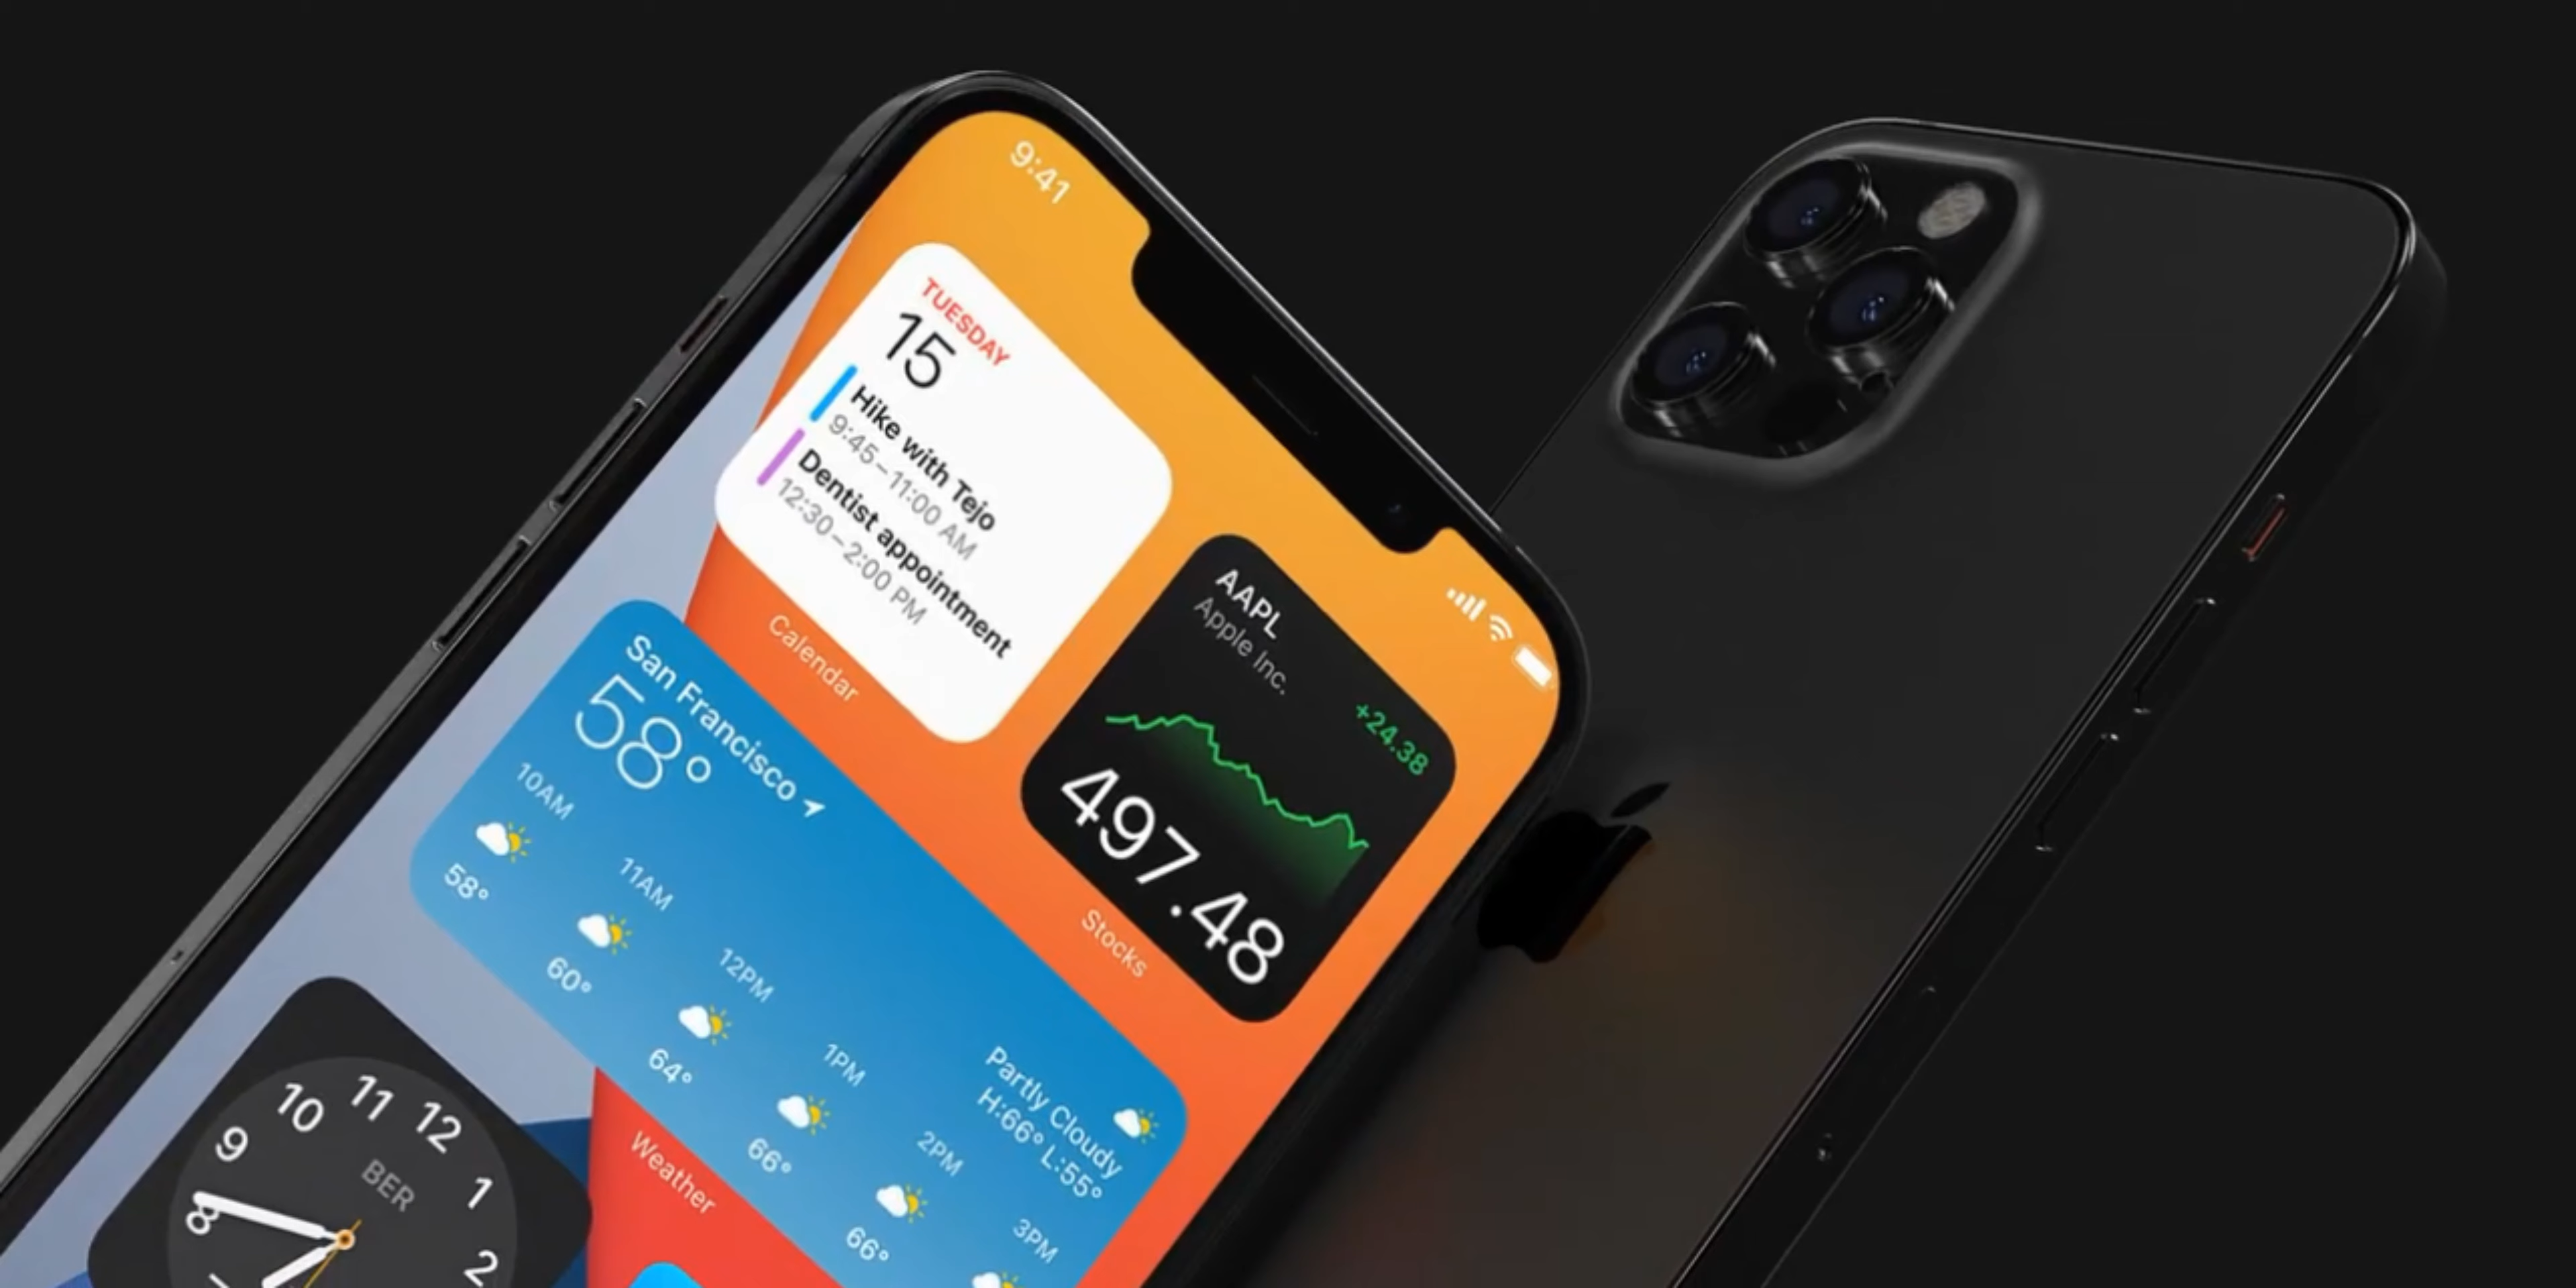 9:41
TUESDAY
15
Hike with Tejo
9:45–11:00 AM
Dentist appointment
12:30–2:00 PM
Calendar
AAPL
Apple Inc.
+24.38
497.48
Stocks
San Francisco
58°
Partly Cloudy
H:66° L:55°
10AM
11AM
12PM
1PM
2PM
3PM
58°
60°
64°
66°
66°
Weather
BER
12
1
2
8
9
10
11